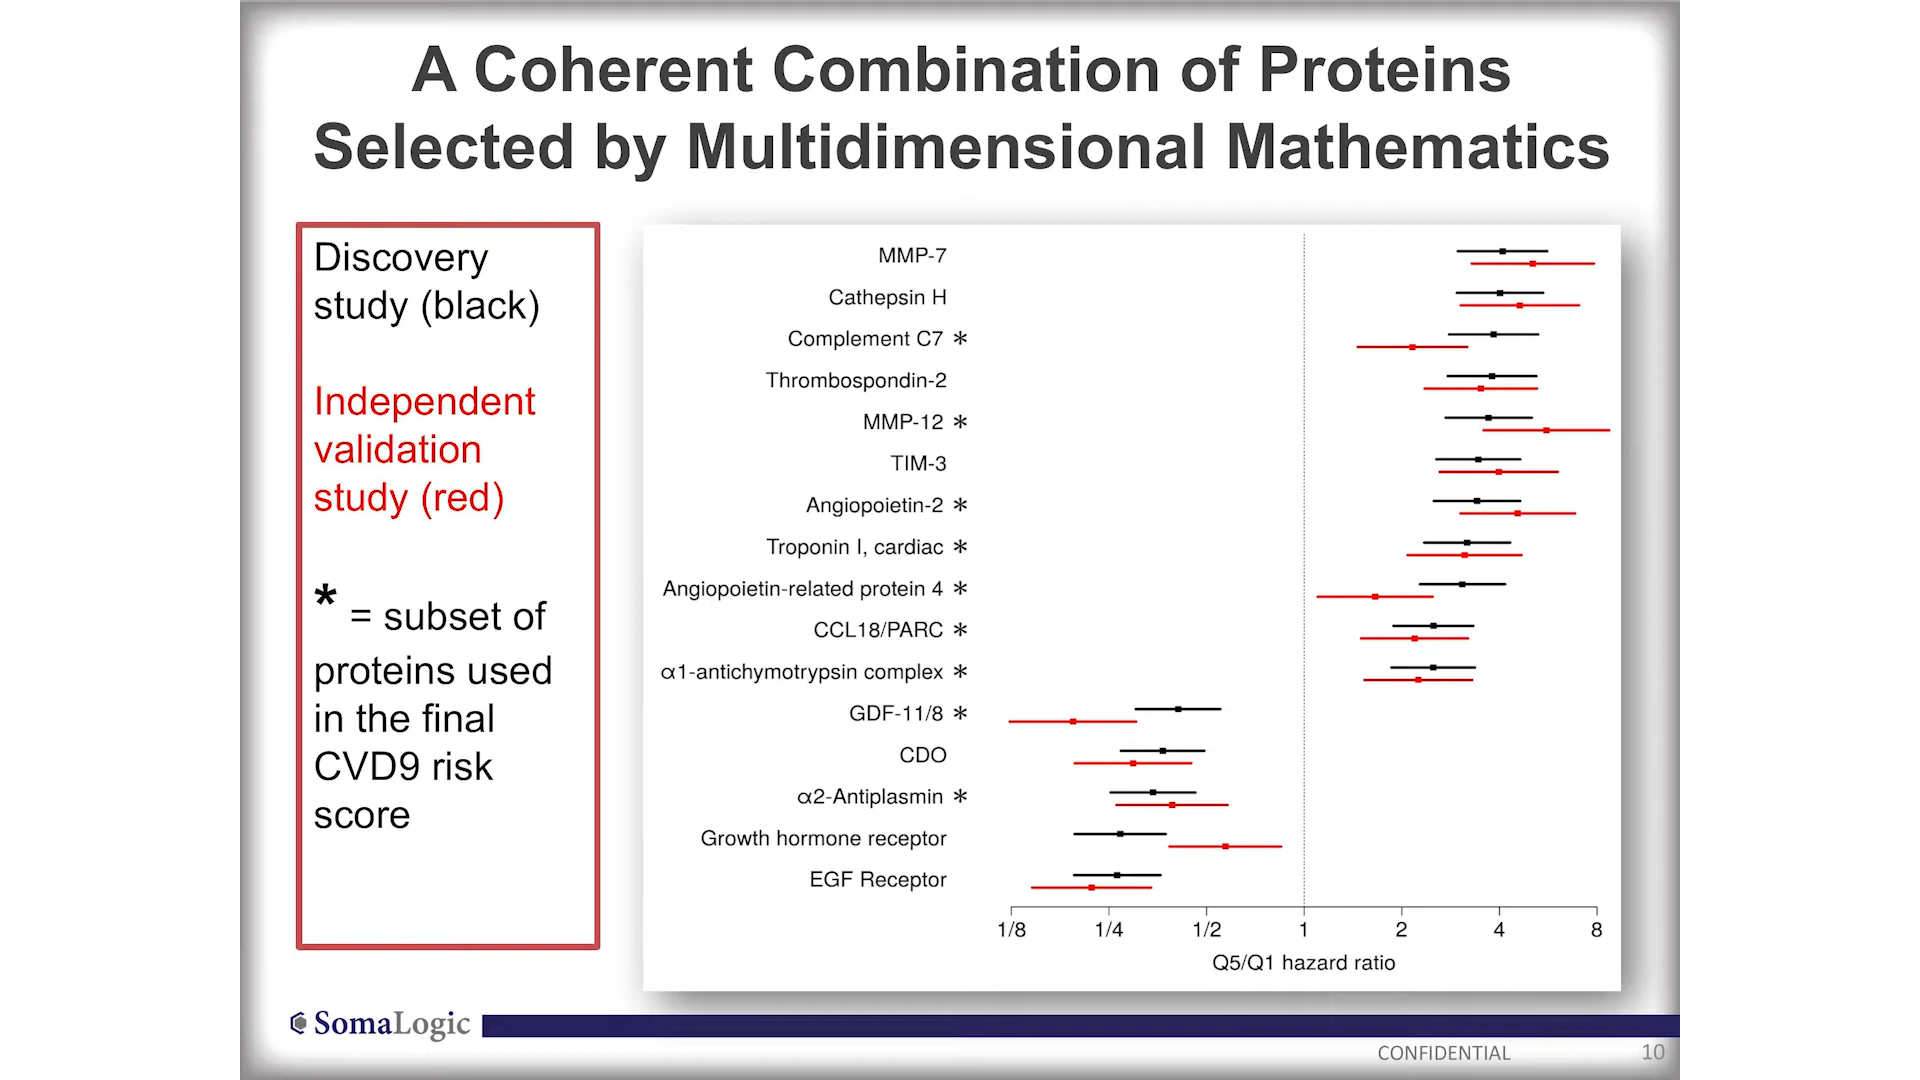 A Coherent Combination of Proteins
Selected by Multidimensional Mathematics
Discovery
study (black)
Independent
validation
study (red)
* = subset of
proteins used
in the final
CVD9 risk
score
MMP-7
Cathepsin H
Complement C7 *
Thrombospondin-2
MMP-12 *
TIM-3
Angiopoietin-2 *
Troponin I, cardiac *
Angiopoietin-related protein 4 *
CCL18/PARC *
α1-antichymotrypsin complex *
GDF-11/8 *
CDO
α2-Antiplasmin *
Growth hormone receptor
EGF Receptor
1/8 1/4 1/2 1 2 4 8
Q5/Q1 hazard ratio
SomaLogic
CONFIDENTIAL 10